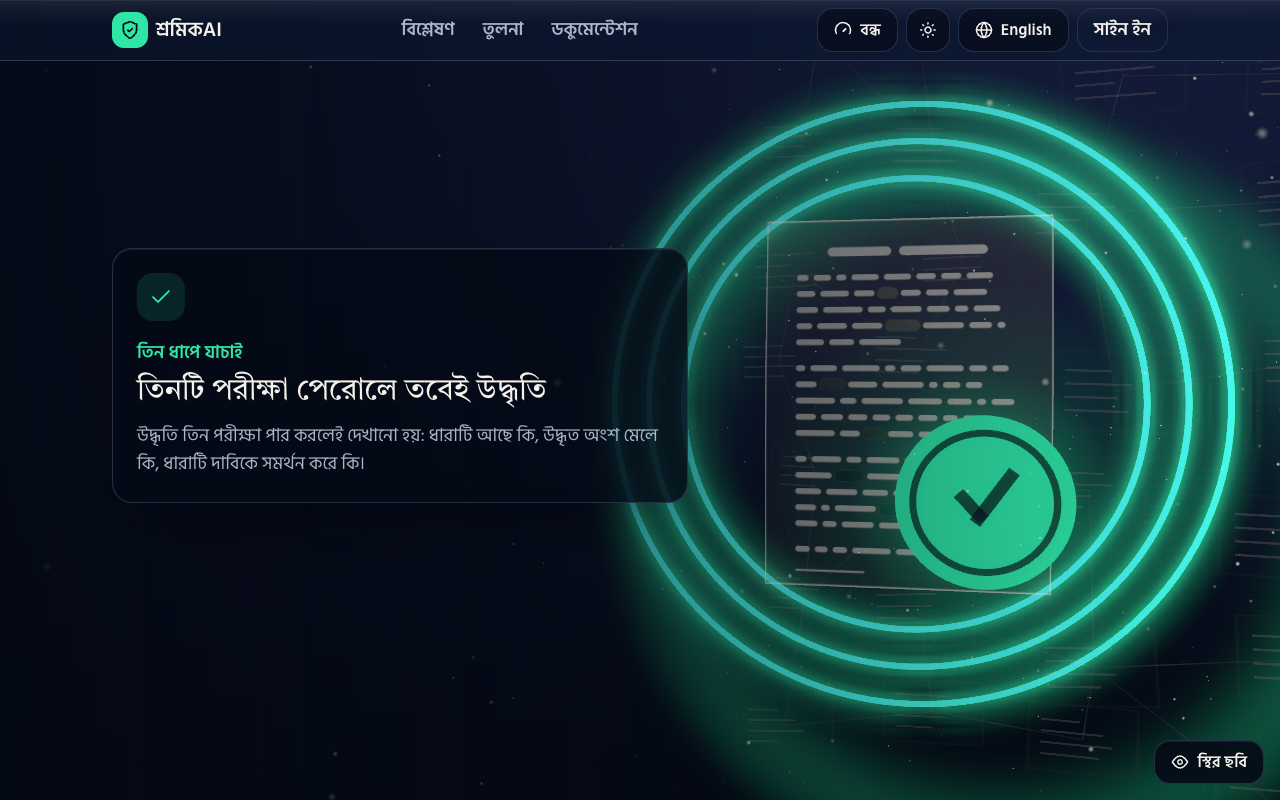 শ্রমিকAI
বিশ্লেষণ
তুলনা
ডকুমেন্টেশন
বন্ধ
English
সাইন ইন
তিন ধাপে যাচাই
তিনটি পরীক্ষা পেরোলে তবেই উদ্ধৃতি
উদ্ধৃতি তিন পরীক্ষা পার করলেই দেখানো হয়: ধারাটি আছে কি, উদ্ধৃত অংশ মেলে
কি, ধারাটি দাবিকে সমর্থন করে কি।
স্থির ছবি